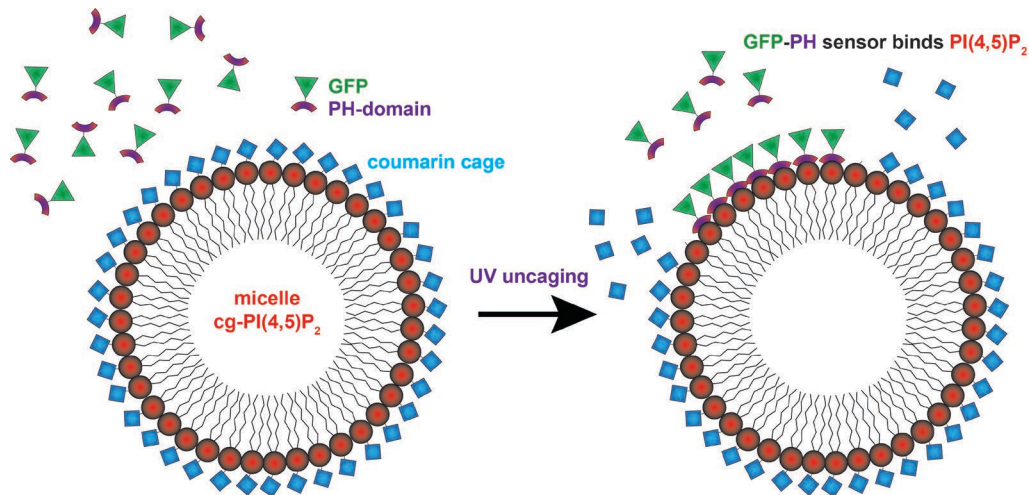 GFP-PH sensor binds PI(4,5)P₂
GFP
PH-domain
coumarin cage
UV uncaging
micelle
cg-PI(4,5)P₂